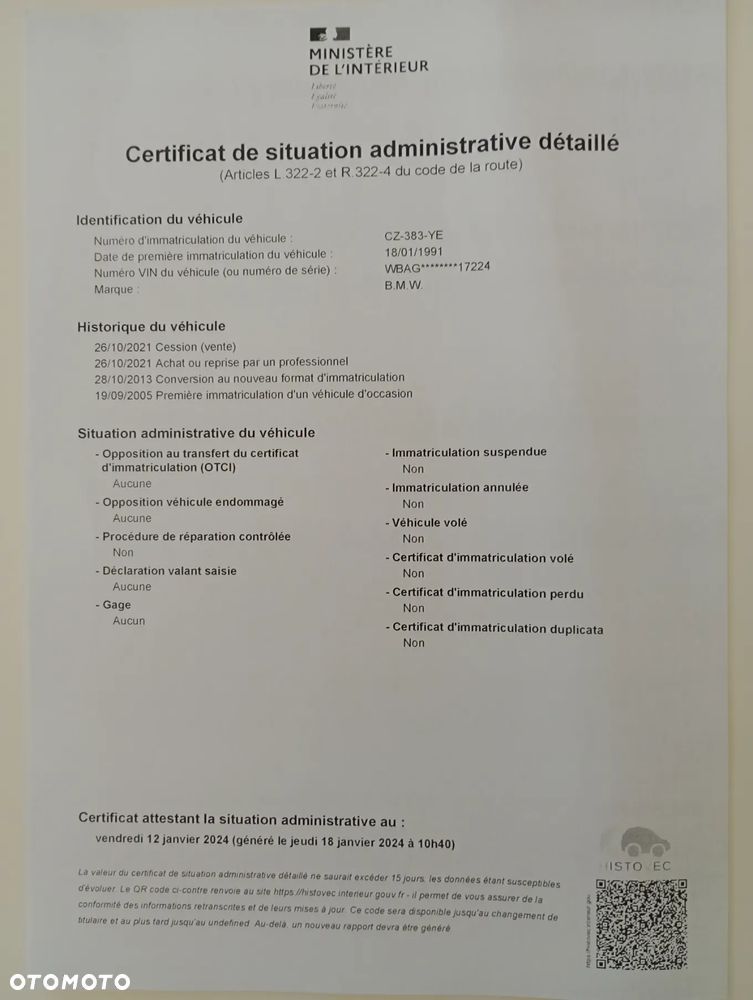 MINISTÈRE
DE L'INTÉRIEUR
Liberté
Égalité
Fraternité
Certificat de situation administrative détaillé
(Articles L.322-2 et R.322-4 du code de la route)
Identification du véhicule
Numéro d'immatriculation du véhicule : CZ-383-YE
Date de première immatriculation du véhicule : 18/01/1991
Numéro VIN du véhicule (ou numéro de série) : WBAG********17224
Marque : B.M.W.
Historique du véhicule
26/10/2021 Cession (vente)
26/10/2021 Achat ou reprise par un professionnel
28/10/2013 Conversion au nouveau format d'immatriculation
19/09/2005 Première immatriculation d'un véhicule d'occasion
Situation administrative du véhicule
- Opposition au transfert du certificat
d'immatriculation (OTCI)
Aucune
- Opposition véhicule endommagé
Aucune
- Procédure de réparation contrôlée
Non
- Déclaration valant saisie
Aucune
- Gage
Aucun
- Immatriculation suspendue
Non
- Immatriculation annulée
Non
- Véhicule volé
Non
- Certificat d'immatriculation volé
Non
- Certificat d'immatriculation perdu
Non
- Certificat d'immatriculation duplicata
Non
Certificat attestant la situation administrative au :
vendredi 12 janvier 2024 (généré le jeudi 18 janvier 2024 à 10h40)
La valeur du certificat de situation administrative détaillé ne saurait excéder 15 jours, les données étant susceptibles
d'évoluer. Le QR code ci-contre renvoie au site https://histovec.interieur.gouv.fr - il permet de vous assurer de la
conformité des informations retranscrites et de leurs mises à jour. Ce code sera disponible jusqu'au changement de
titulaire et au plus tard jusqu'au undefined. Au-delà, un nouveau rapport devra être généré.
HISTOVEC
https://histovec.interieur.gouv
OTOMOTO